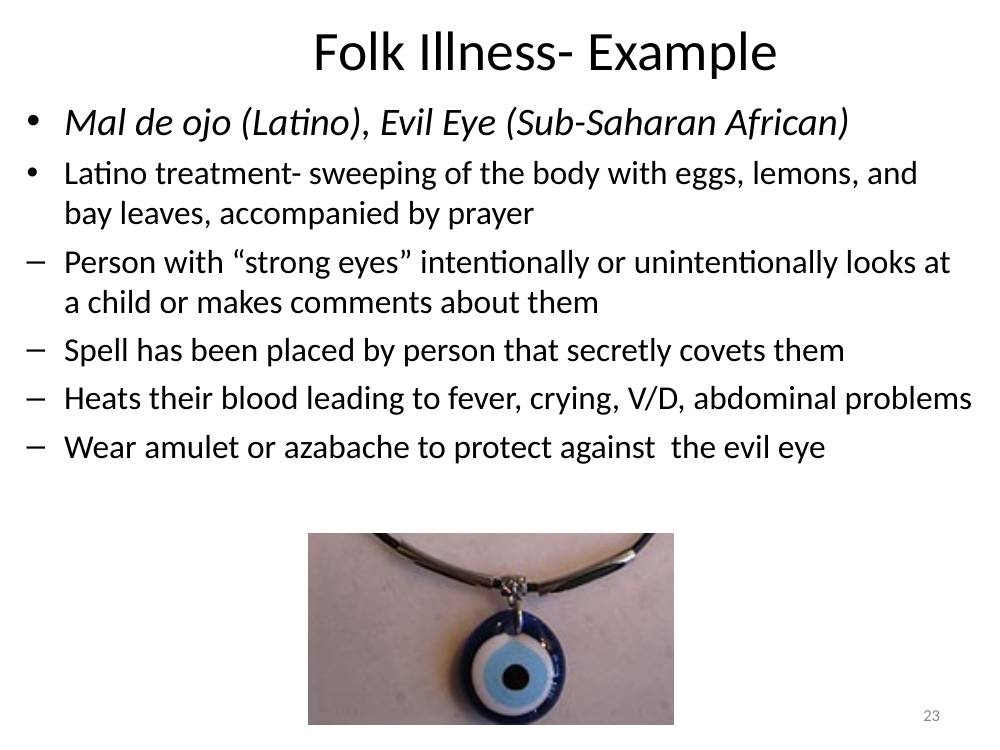 Folk Illness- Example
• Mal de ojo (Latino), Evil Eye (Sub-Saharan African)
• Latino treatment- sweeping of the body with eggs, lemons, and
bay leaves, accompanied by prayer
– Person with “strong eyes” intentionally or unintentionally looks at
a child or makes comments about them
– Spell has been placed by person that secretly covets them
– Heats their blood leading to fever, crying, V/D, abdominal problems
– Wear amulet or azabache to protect against  the evil eye
23